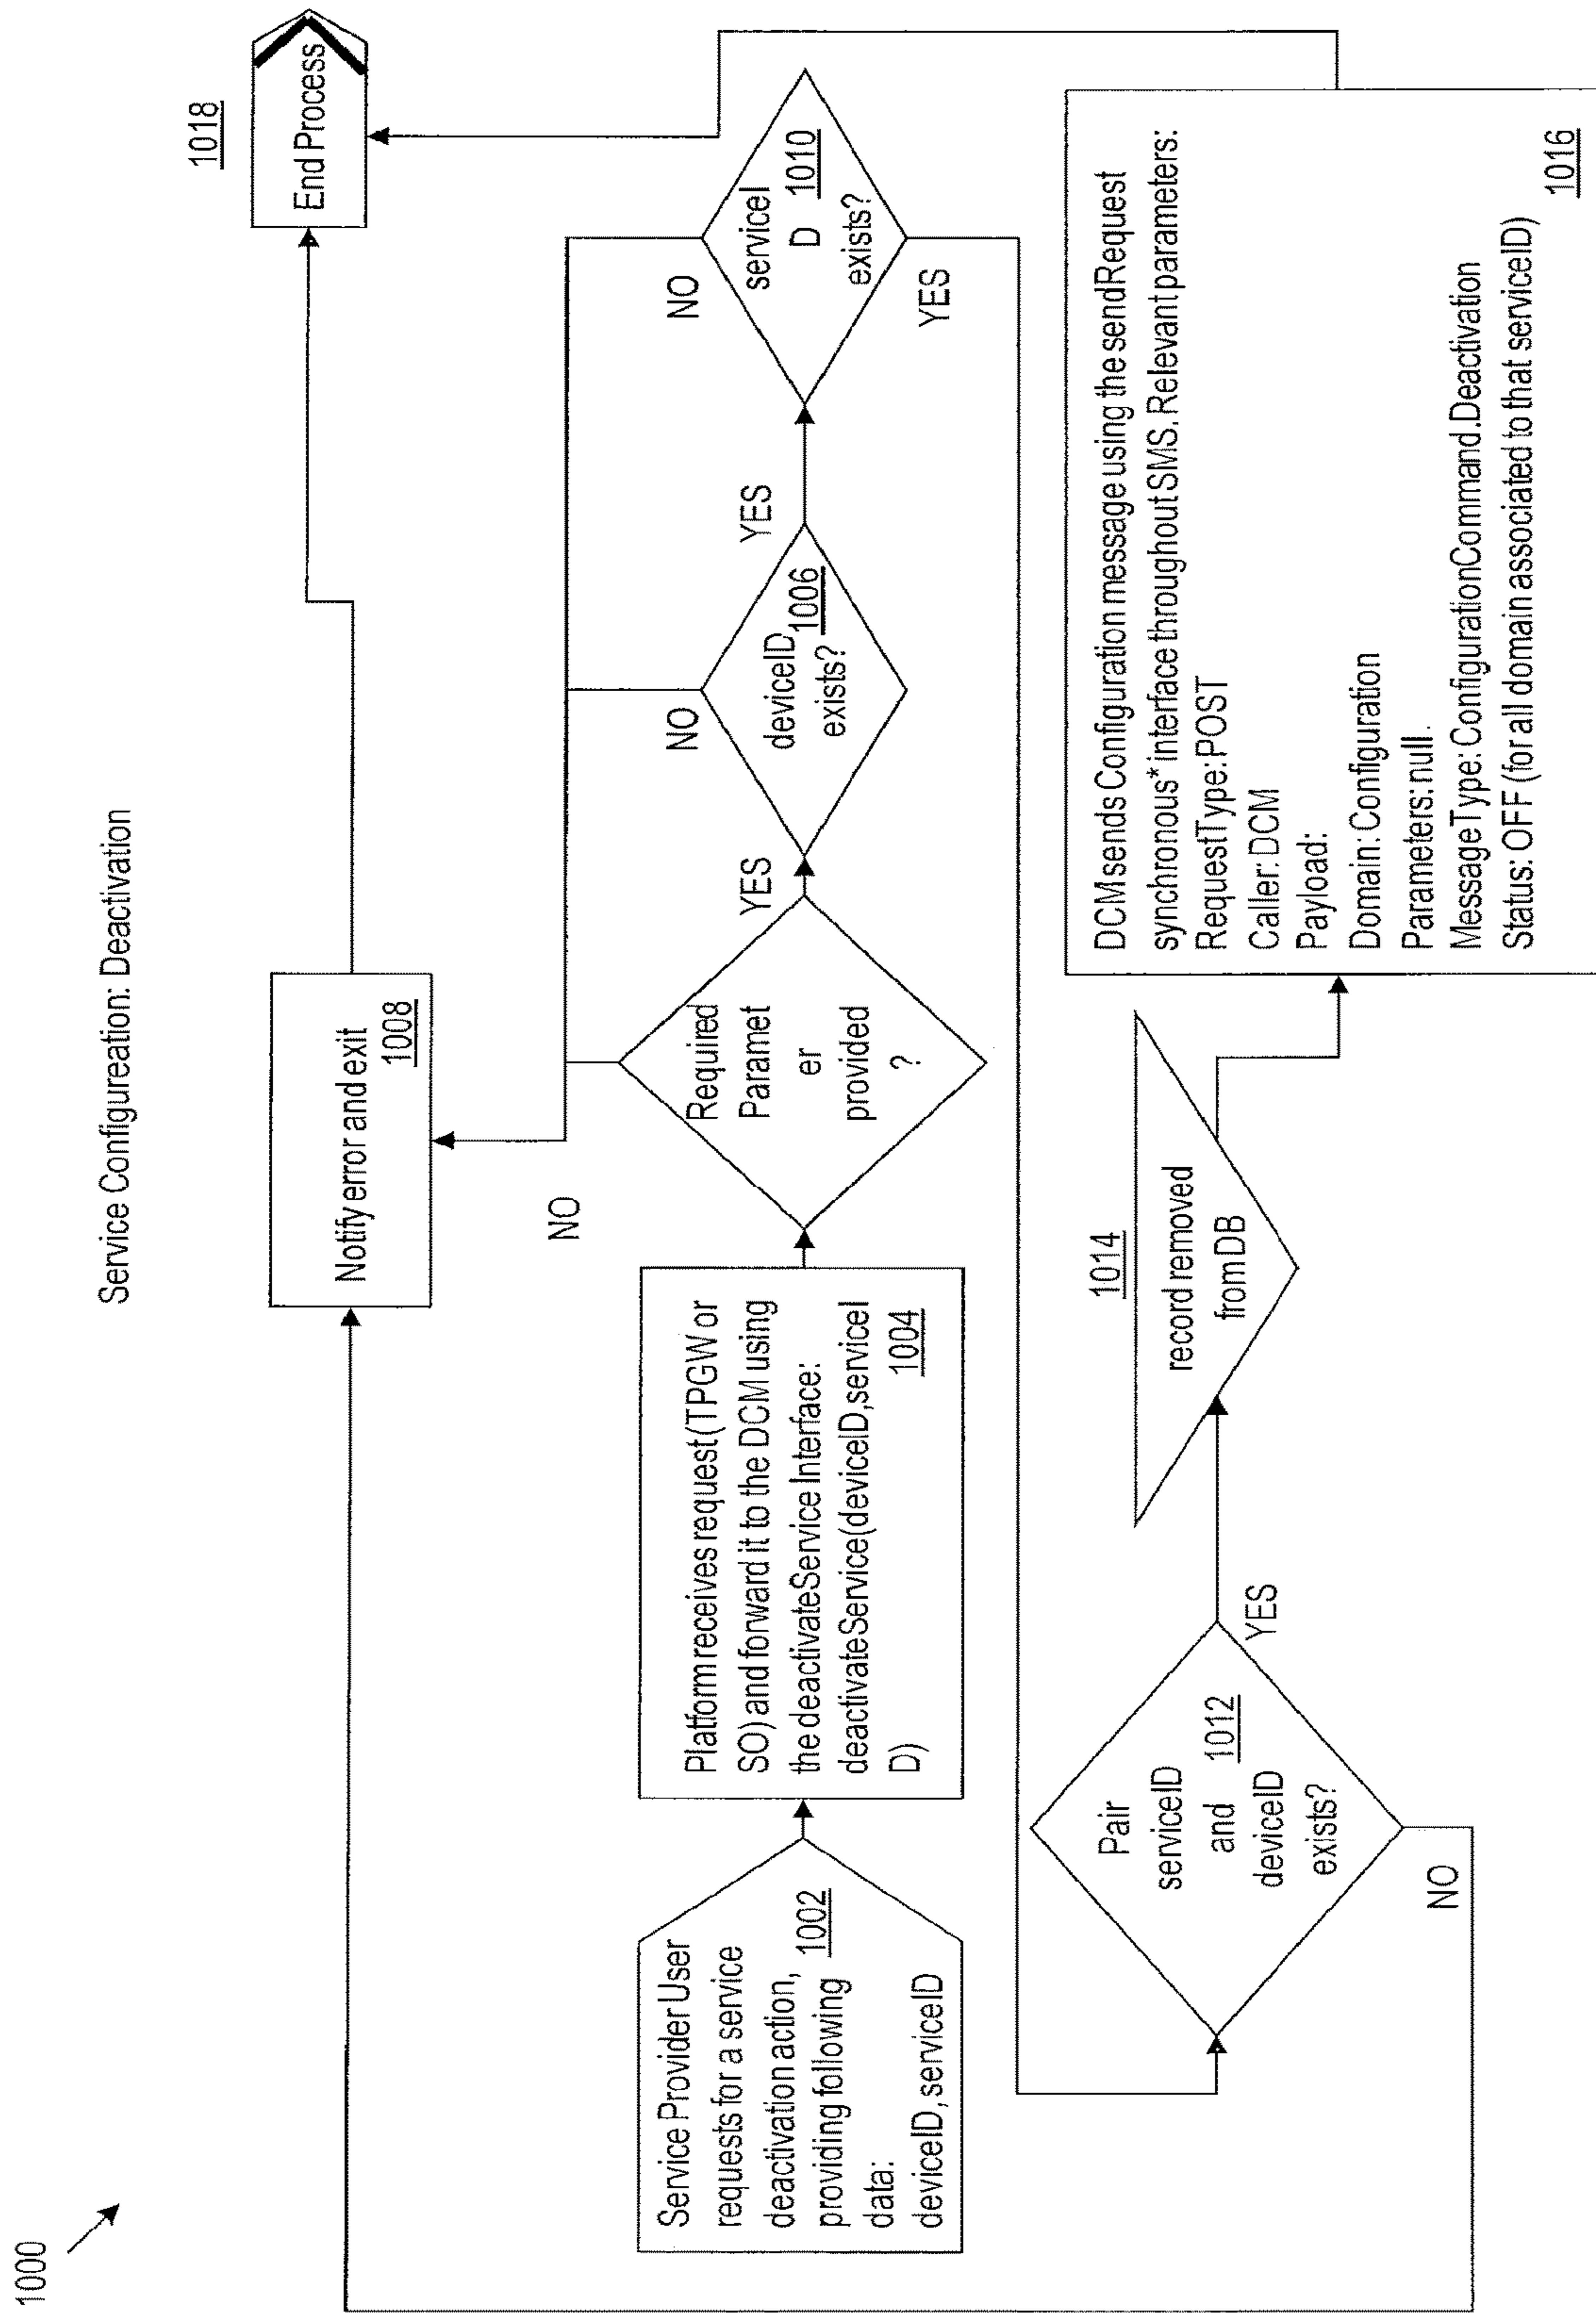 1000
Service Configureation: Deactivation
Notify error and exit
1008
1018
End Process
Service Provider User
requests for a service
deactivation action,
providing following
1002
data:
deviceID, serviceID
Platform receives request (TPGW or
SO) and forward it to the DCM using
the deactivateService Interface:
deactivateService(deviceID,serviceI
D)
1004
NO
Required
Paramet
er
provided
?
YES
deviceID
1006
exists?
NO
YES
serviceI
D
1010
exists?
NO
YES
Pair
serviceID
and
1012
deviceID
exists?
NO
YES
1014
record removed
from DB
DCM sends Configuration message using the sendRequest
synchronous* interface throughout SMS, Relevant parameters:
RequestType: POST
Caller: DCM
Payload:
Domain: Configuration
Parameters: null.
MessageType: ConfigurationCommand.Deactivation
Status: OFF (for all domain associated to that serviceID)
1016